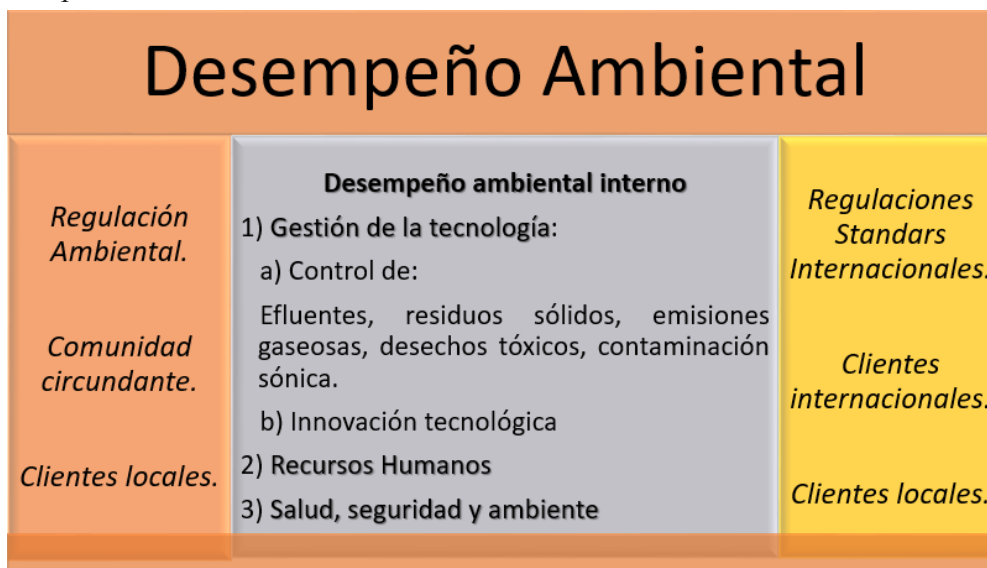 Desempeño Ambiental
Regulación
Ambiental.
Comunidad
circundante.
Clientes locales.
Desempeño ambiental interno
1) Gestión de la tecnología:
a) Control de:
Efluentes, residuos sólidos, emisiones
gaseosas, desechos tóxicos, contaminación
sónica.
b) Innovación tecnológica
2) Recursos Humanos
3) Salud, seguridad y ambiente
Regulaciones
Standars
Internacionales.
Clientes
internacionales.
Clientes locales.